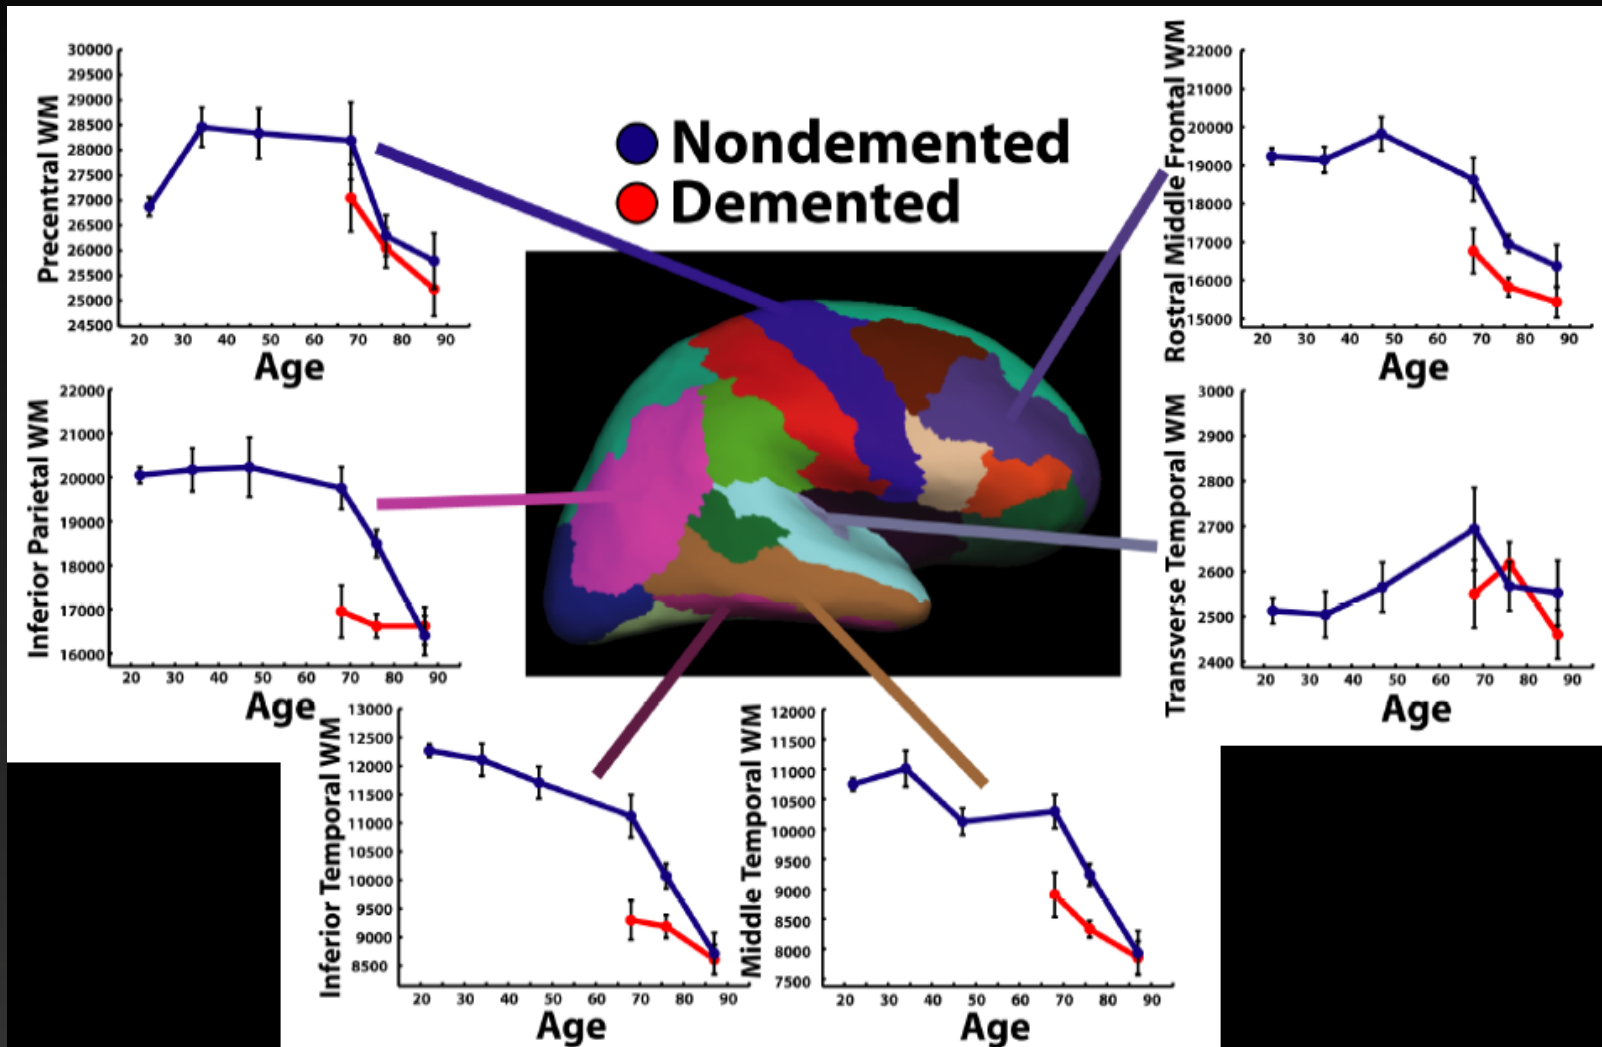 Nondemented
Demented
Precentral WM
30000
29500
29000
28500
28000
27500
27000
26500
26000
25500
25000
24500
20 30 40 50 60 70 80 90
Age
Rostral Middle Frontal WM
22000
21000
20000
19000
18000
17000
16000
15000
20 30 40 50 60 70 80 90
Age
Inferior Parietal WM
22000
21000
20000
19000
18000
17000
16000
20 30 40 50 60 70 80 90
Age
Transverse Temporal WM
3000
2900
2800
2700
2600
2500
2400
20 30 40 50 60 70 80 90
Age
Inferior Temporal WM
13000
12500
12000
11500
11000
10500
10000
9500
9000
8500
20 30 40 50 60 70 80 90
Age
Middle Temporal WM
12000
11500
11000
10500
10000
9500
9000
8500
8000
7500
20 30 40 50 60 70 80 90
Age